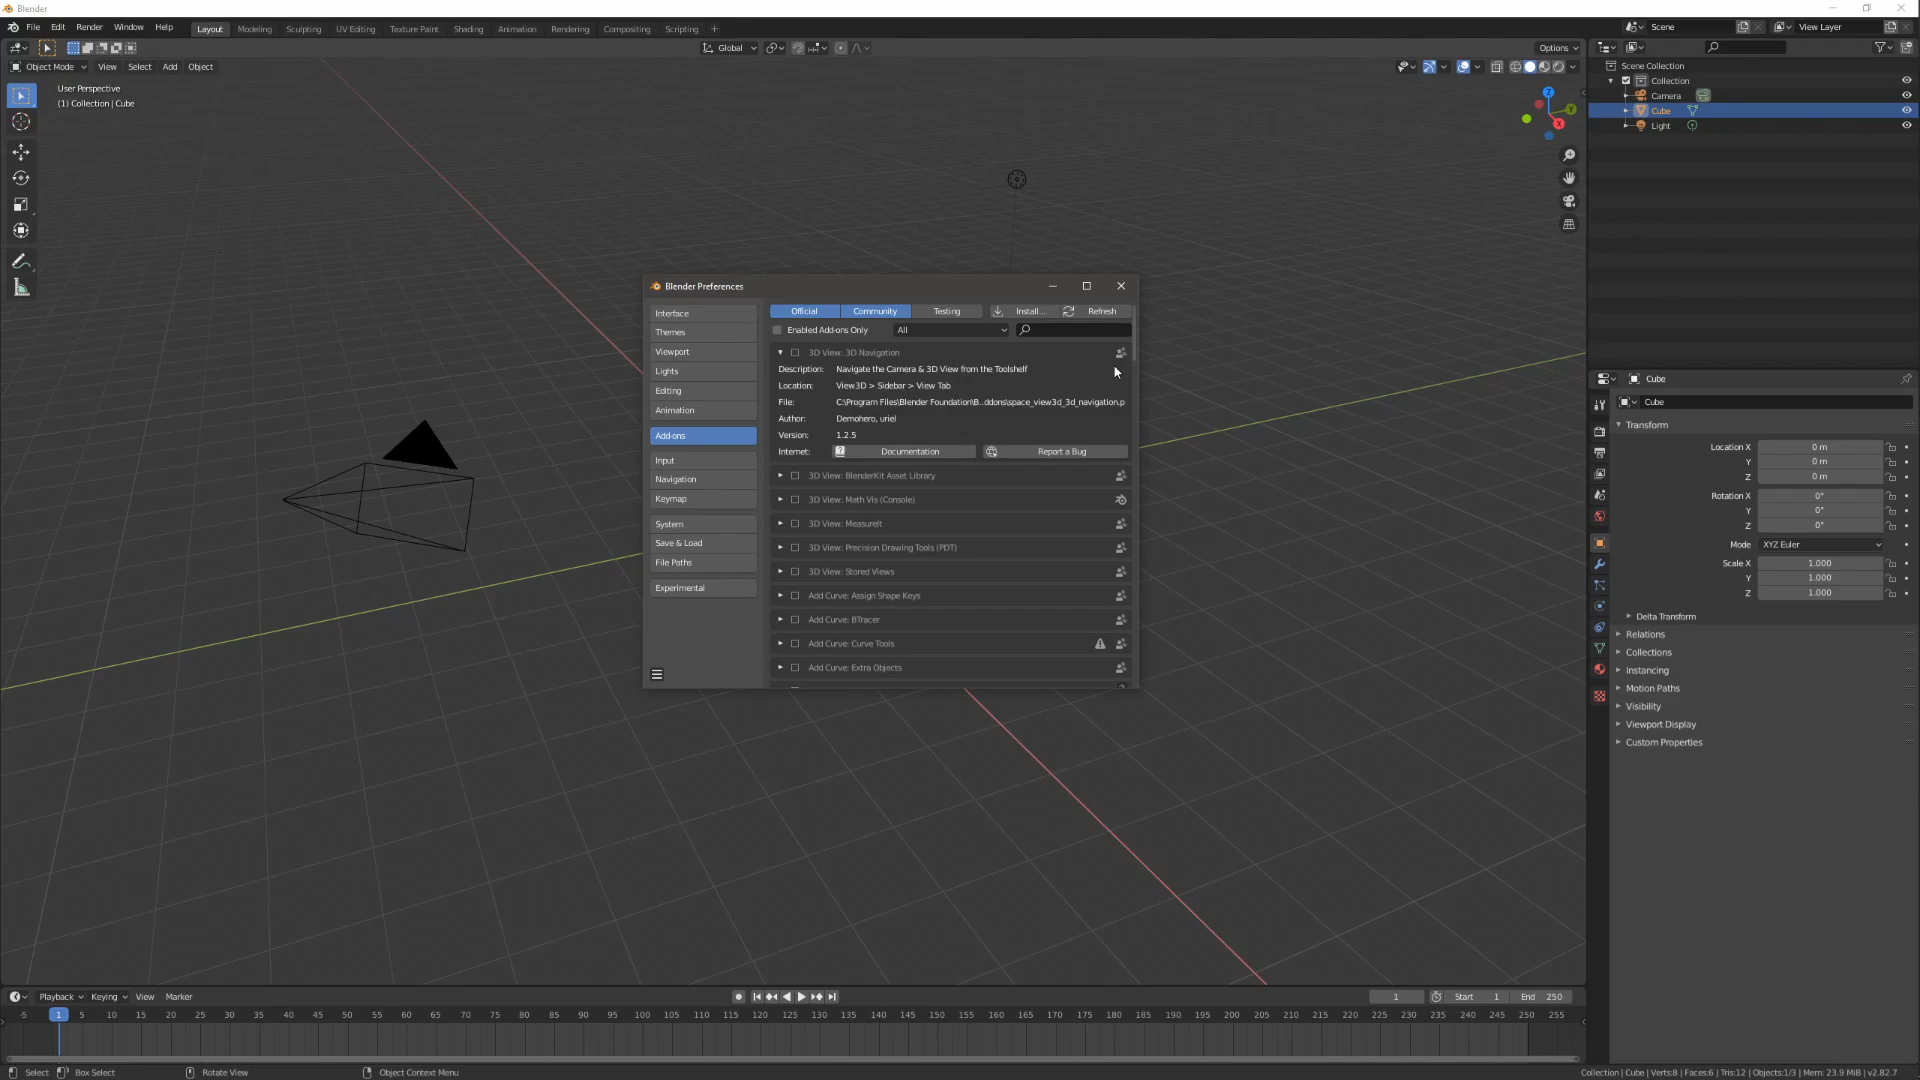 Blender
File Edit Render Window Help
Layout Modeling Sculpting UV Editing Texture Paint Shading Animation Rendering Compositing Scripting +
Scene
View Layer
Global
Options
Object Mode View Select Add Object
User Perspective
(1) Collection | Cube
Z
Y
X
Scene Collection
Collection
Camera
Cube
Light
Blender Preferences
Interface
Themes
Viewport
Lights
Editing
Animation
Add-ons
Input
Navigation
Keymap
System
Save & Load
File Paths
Experimental
Official Community Testing Install... Refresh
Enabled Add-ons Only All
3D View: 3D Navigation
Description: Navigate the Camera & 3D View from the Toolshelf
Location: View3D > Sidebar > View Tab
File: C:\Program Files\Blender Foundation\B..ddons\space_view3d_3d_navigation.p
Author: Demohero, uriel
Version: 1.2.5
Internet: Documentation Report a Bug
3D View: BlenderKit Asset Library
3D View: Math Vis (Console)
3D View: MeasureIt
3D View: Precision Drawing Tools (PDT)
3D View: Stored Views
Add Curve: Assign Shape Keys
Add Curve: BTracer
Add Curve: Curve Tools
Add Curve: Extra Objects
Cube
Cube
Transform
Location X 0 m
Y 0 m
Z 0 m
Rotation X 0°
Y 0°
Z 0°
Mode XYZ Euler
Scale X 1.000
Y 1.000
Z 1.000
Delta Transform
Relations
Collections
Instancing
Motion Paths
Visibility
Viewport Display
Custom Properties
Playback Keying View Marker
1 Start 1 End 250
-5 1 5 10 15 20 25 30 35 40 45 50 55 60 65 70 75 80 85 90 95 100 105 110 115 120 125 130 135 140 145 150 155 160 165 170 175 180 185 190 195 200 205 210 215 220 225 230 235 240 245 250 255
Select Box Select Rotate View Object Context Menu
Collection | Cube | Verts:8 | Faces:6 | Tris:12 | Objects:1/3 | Mem: 23.9 MiB | v2.82.7